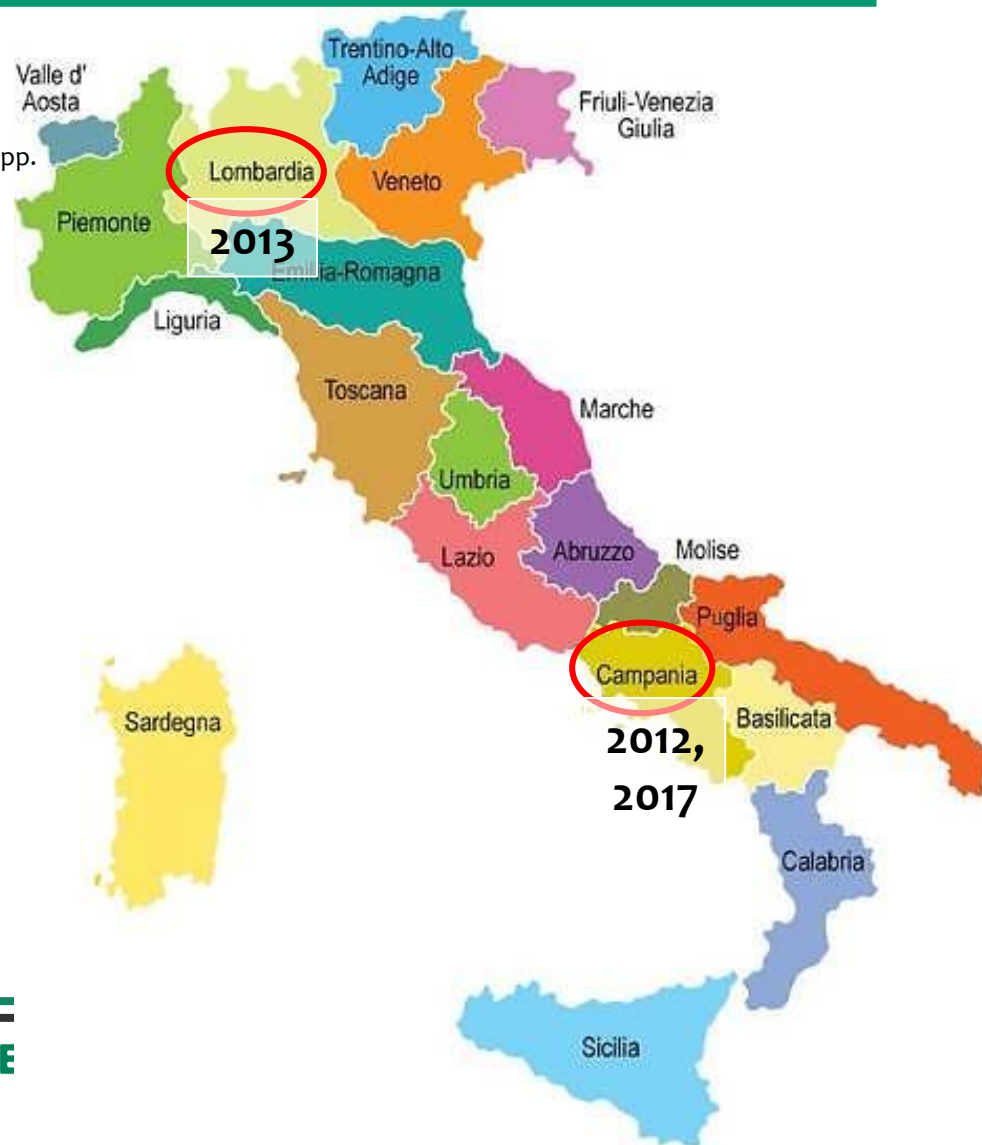 Trentino-Alto
Adige
Valle d'
Aosta
Friuli-Venezia
Giulia
pp.
Lombardia
Veneto
Piemonte
2013
Emilia-Romagna
Liguria
Toscana
Marche
Umbria
Lazio
Abruzzo
Molise
Puglia
Campania
Sardegna
Basilicata
2012,
2017
Calabria
Sicilia
E